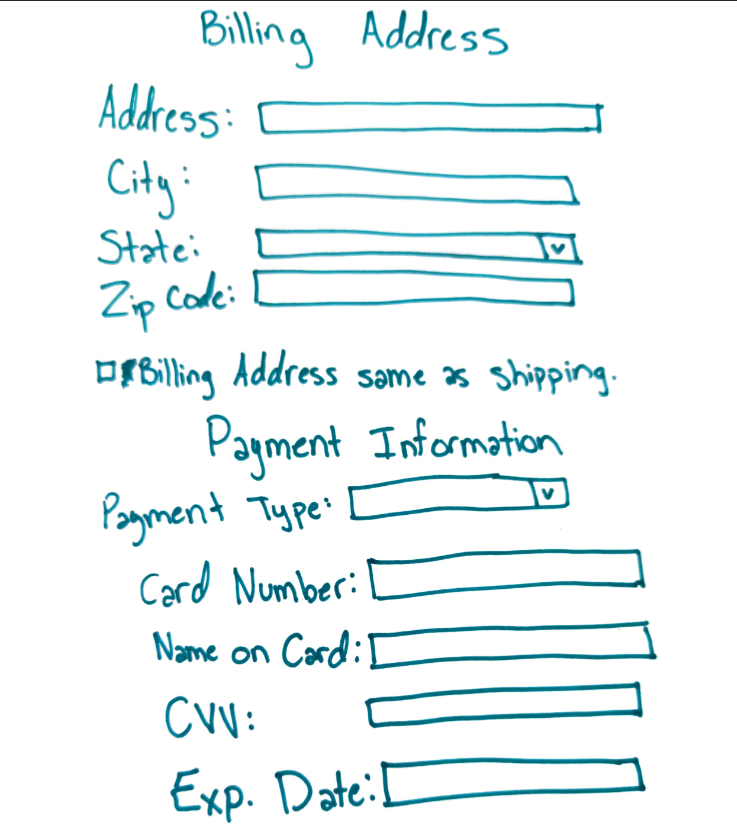 Billing Address
Address:
City:
State:
Zip Code:
Billing Address same as shipping.
Payment Information
Payment Type:
Card Number:
Name on Card:
CVV:
Exp. Date: